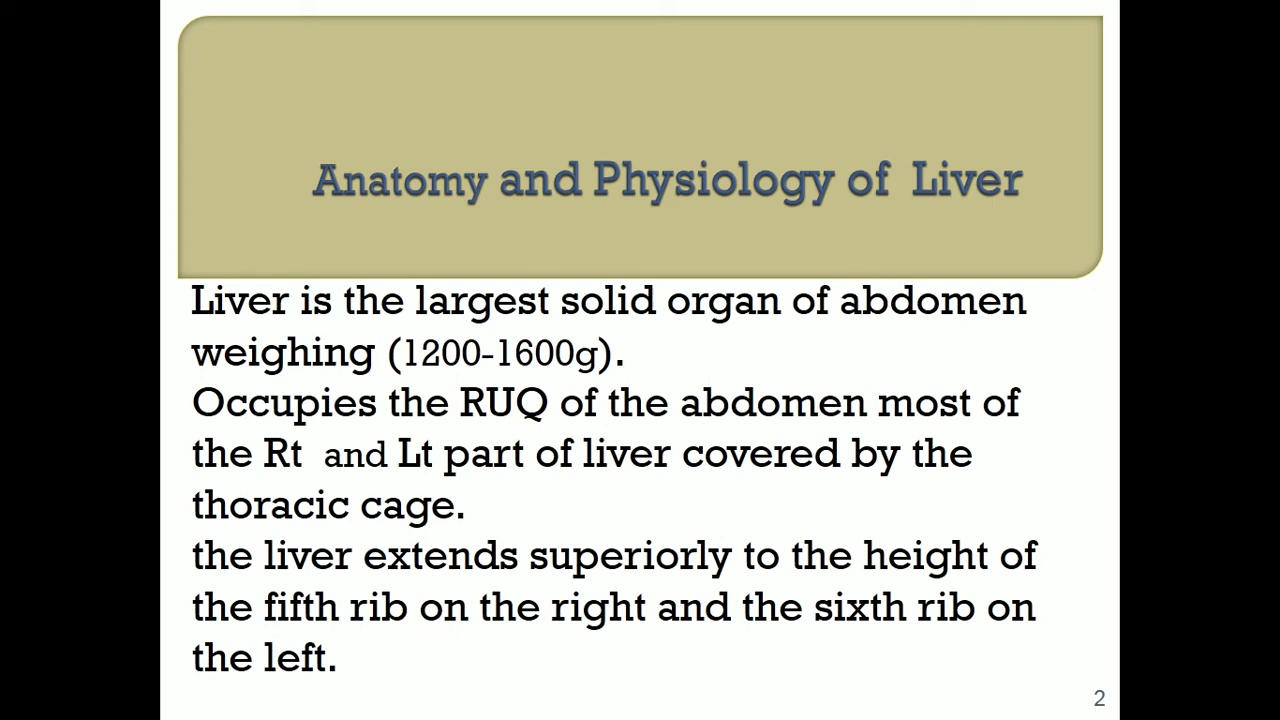 Anatomy and Physiology of Liver
Liver is the largest solid organ of abdomen
weighing (1200-1600g).
Occupies the RUQ of the abdomen most of
the Rt and Lt part of liver covered by the
thoracic cage.
the liver extends superiorly to the height of
the fifth rib on the right and the sixth rib on
the left.
2